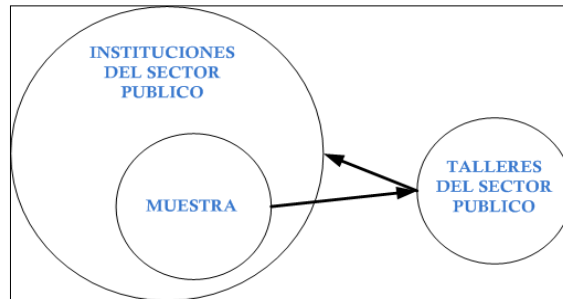 INSTITUCIONES
DEL SECTOR
PUBLICO
MUESTRA
TALLERES
DEL SECTOR
PUBLICO